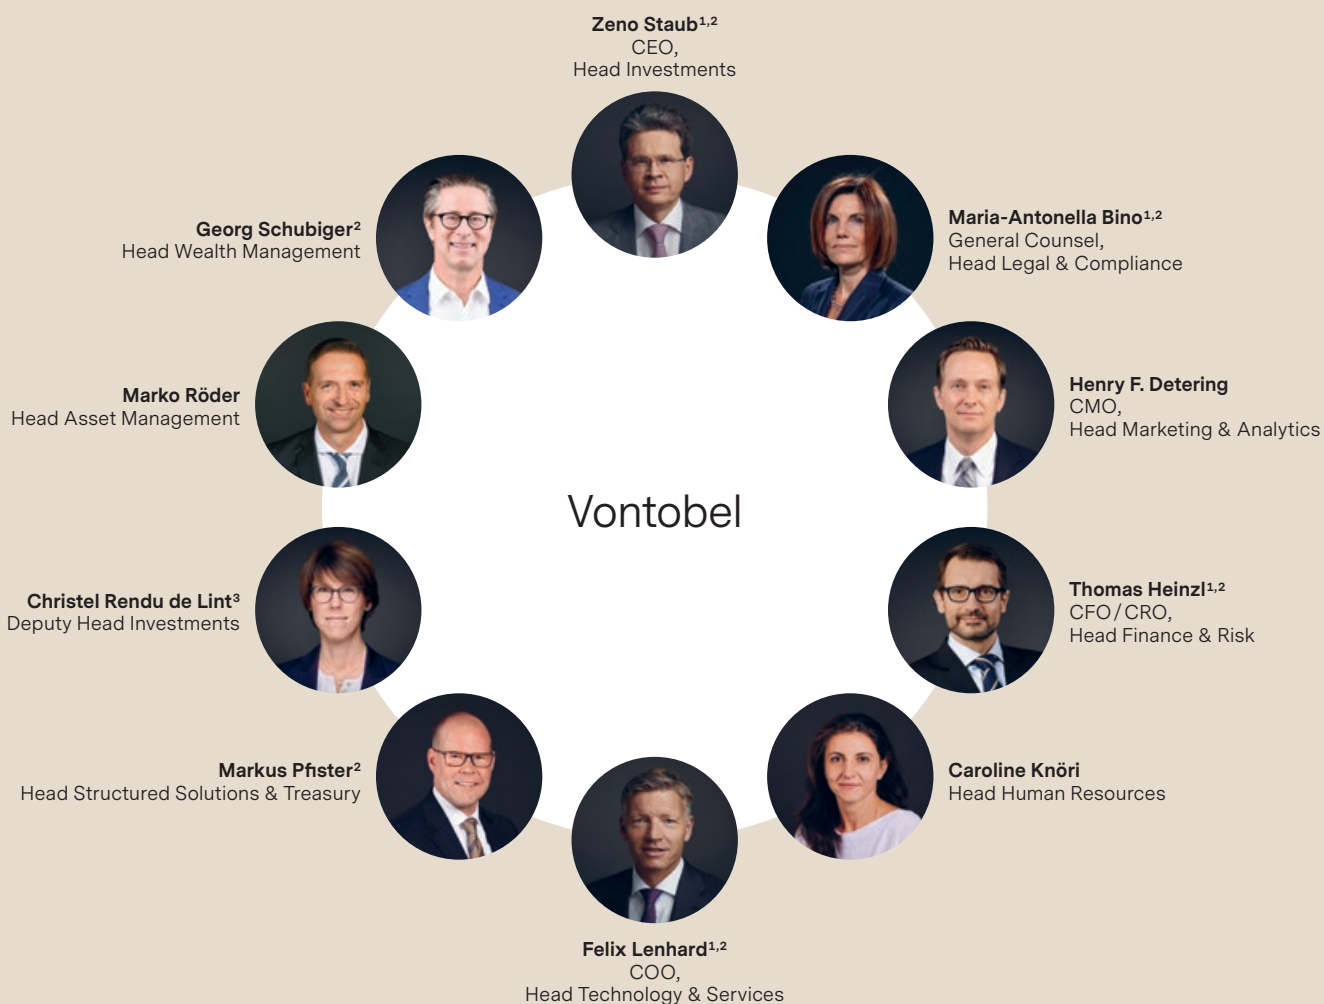 Zeno Staub¹,²
CEO,
Head Investments
Maria-Antonella Bino¹,²
General Counsel,
Head Legal & Compliance
Henry F. Detering
CMO,
Head Marketing & Analytics
Thomas Heinzl¹,²
CFO/CRO,
Head Finance & Risk
Caroline Knöri
Head Human Resources
Felix Lenhard¹,²
COO,
Head Technology & Services
Markus Pfister²
Head Structured Solutions & Treasury
Christel Rendu de Lint³
Deputy Head Investments
Marko Röder
Head Asset Management
Georg Schubiger²
Head Wealth Management
Vontobel